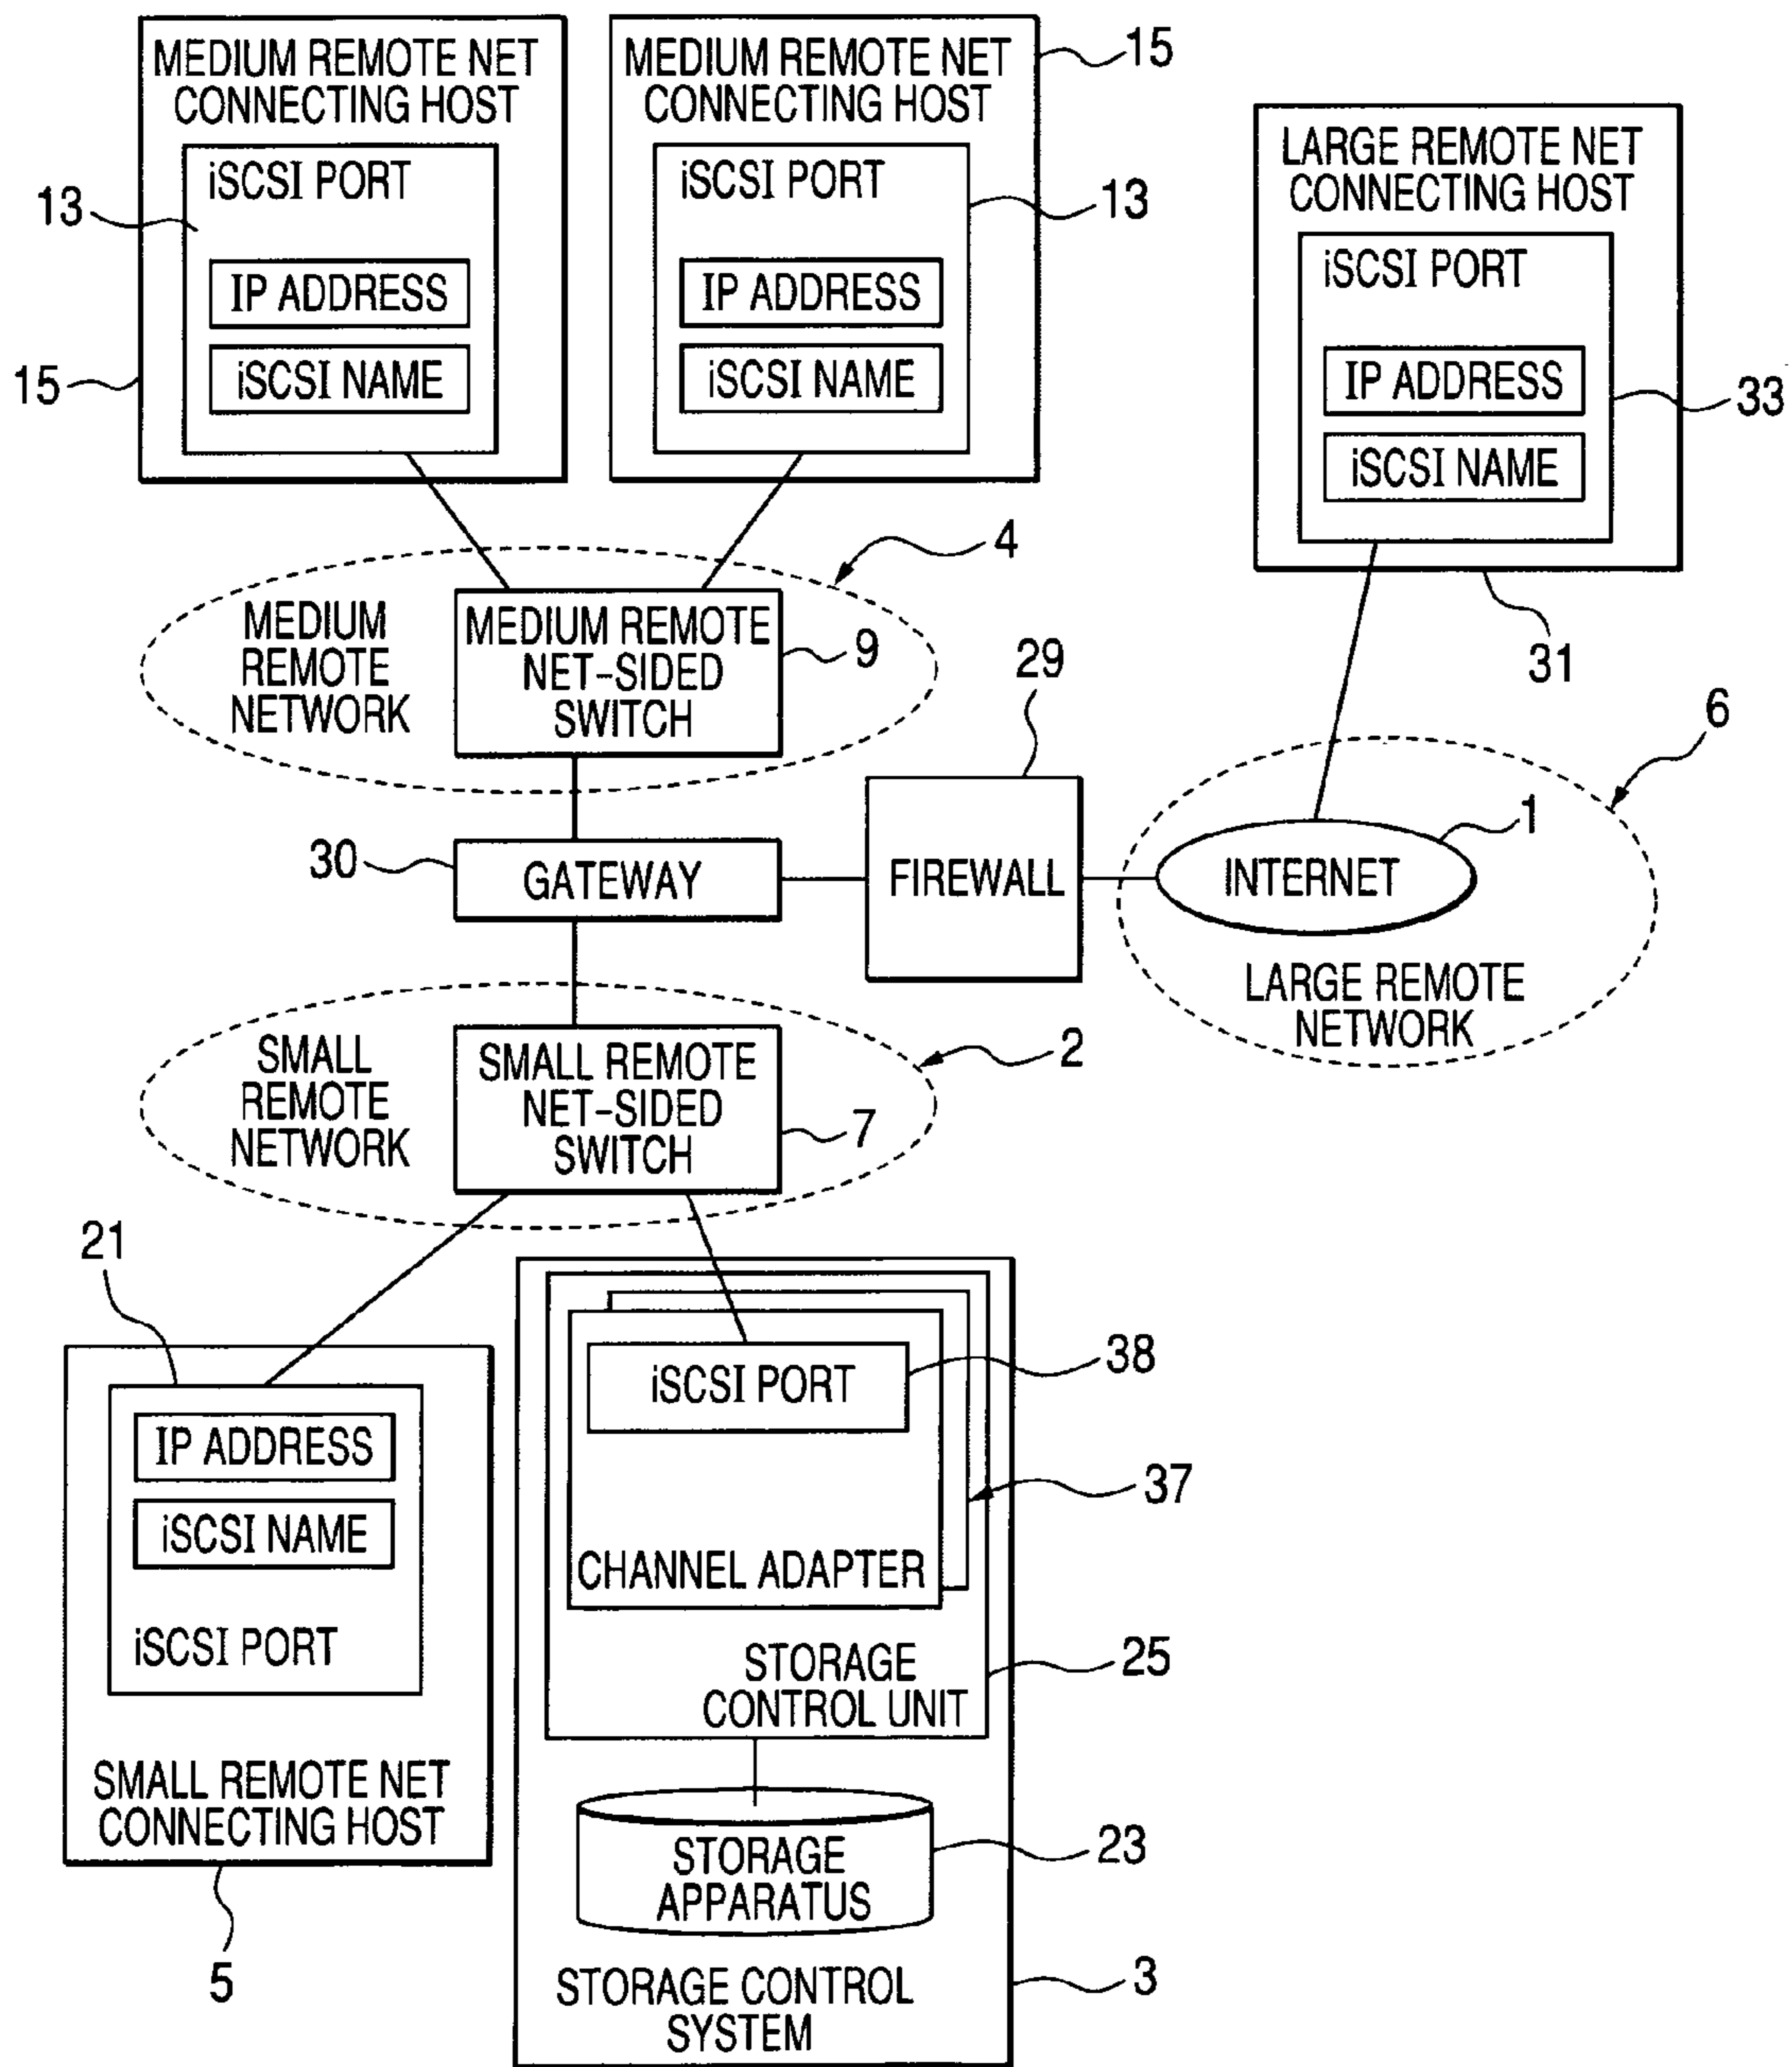 MEDIUM REMOTE NET
CONNECTING HOST
iSCSI PORT
13
IP ADDRESS
iSCSI NAME
15
MEDIUM REMOTE NET
CONNECTING HOST
15
iSCSI PORT
13
IP ADDRESS
iSCSI NAME
LARGE REMOTE NET
CONNECTING HOST
iSCSI PORT
IP ADDRESS
33
iSCSI NAME
31
4
MEDIUM
REMOTE
NETWORK
MEDIUM REMOTE
NET-SIDED
SWITCH
9
29
6
30
GATEWAY
FIREWALL
INTERNET
1
LARGE REMOTE
NETWORK
SMALL
REMOTE
NETWORK
SMALL REMOTE
NET-SIDED
SWITCH
2
7
21
IP ADDRESS
iSCSI NAME
iSCSI PORT
SMALL REMOTE NET
CONNECTING HOST
5
iSCSI PORT
38
37
CHANNEL ADAPTER
STORAGE
CONTROL UNIT
25
STORAGE
APPARATUS
23
STORAGE CONTROL
SYSTEM
3